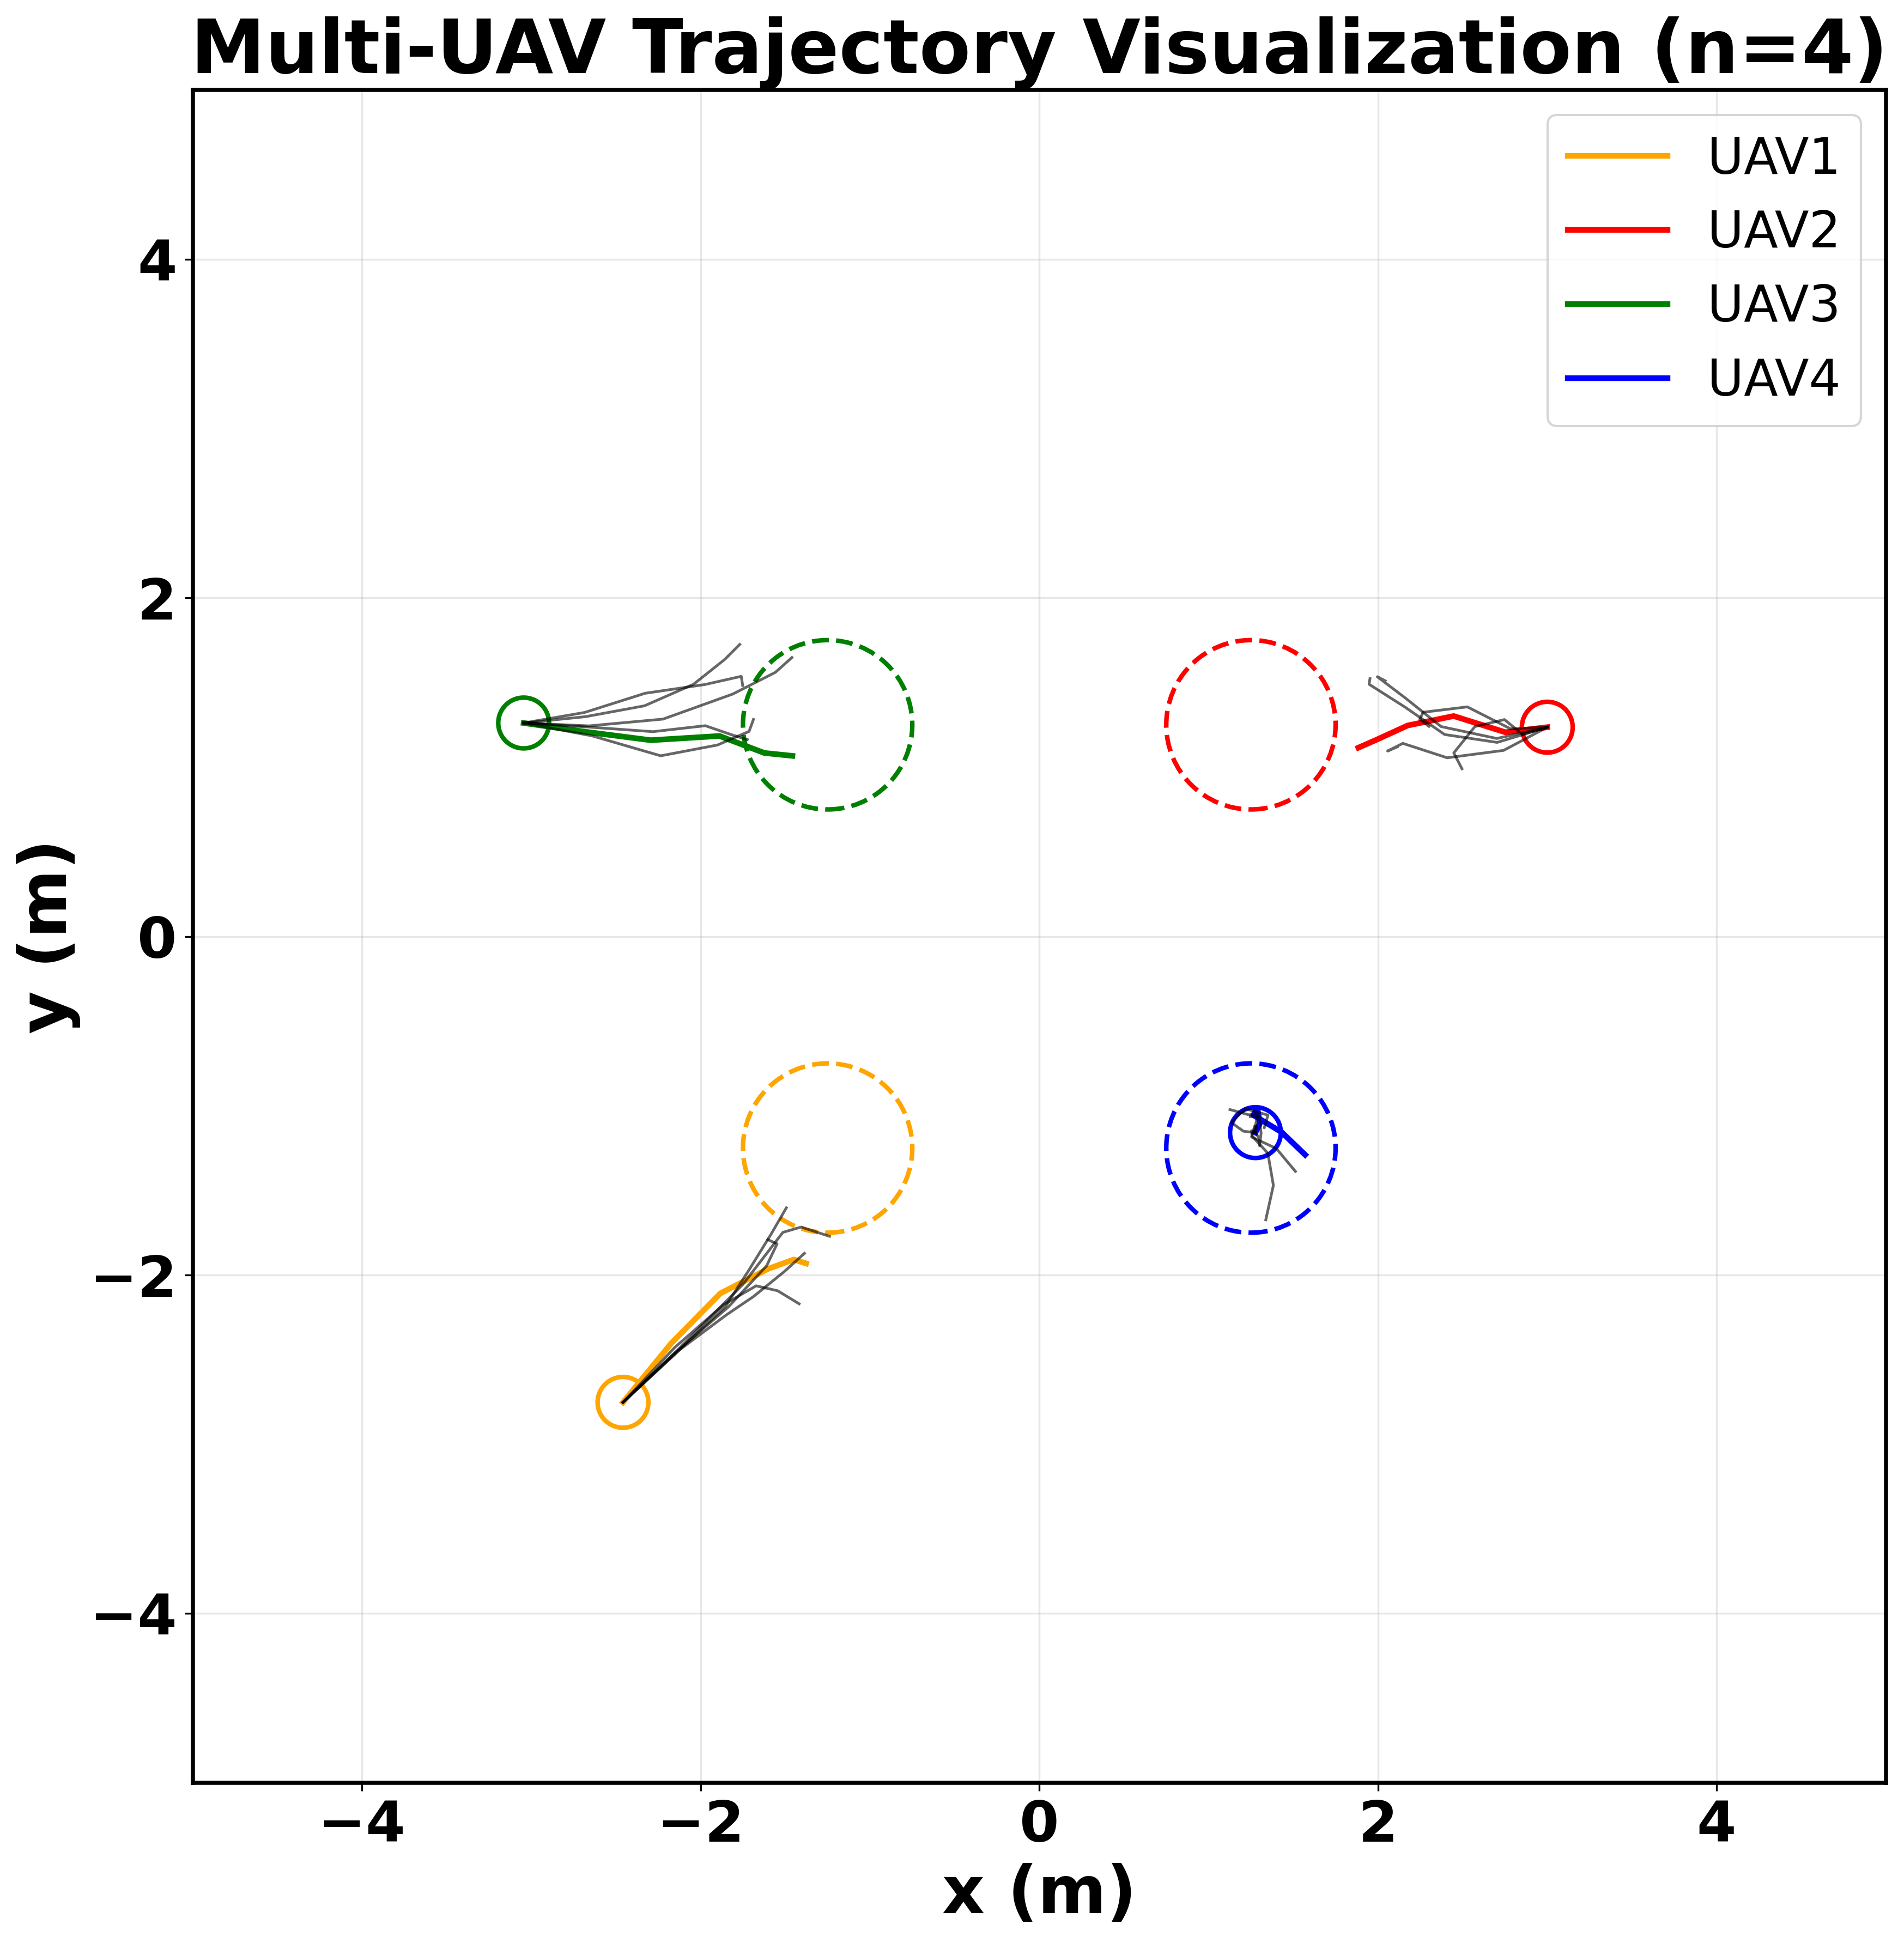 Multi-UAV Trajectory Visualization (n=4)
UAV1
UAV2
UAV3
UAV4
4
2
0
−2
−4
y (m)
−4 −2 0 2 4
x (m)